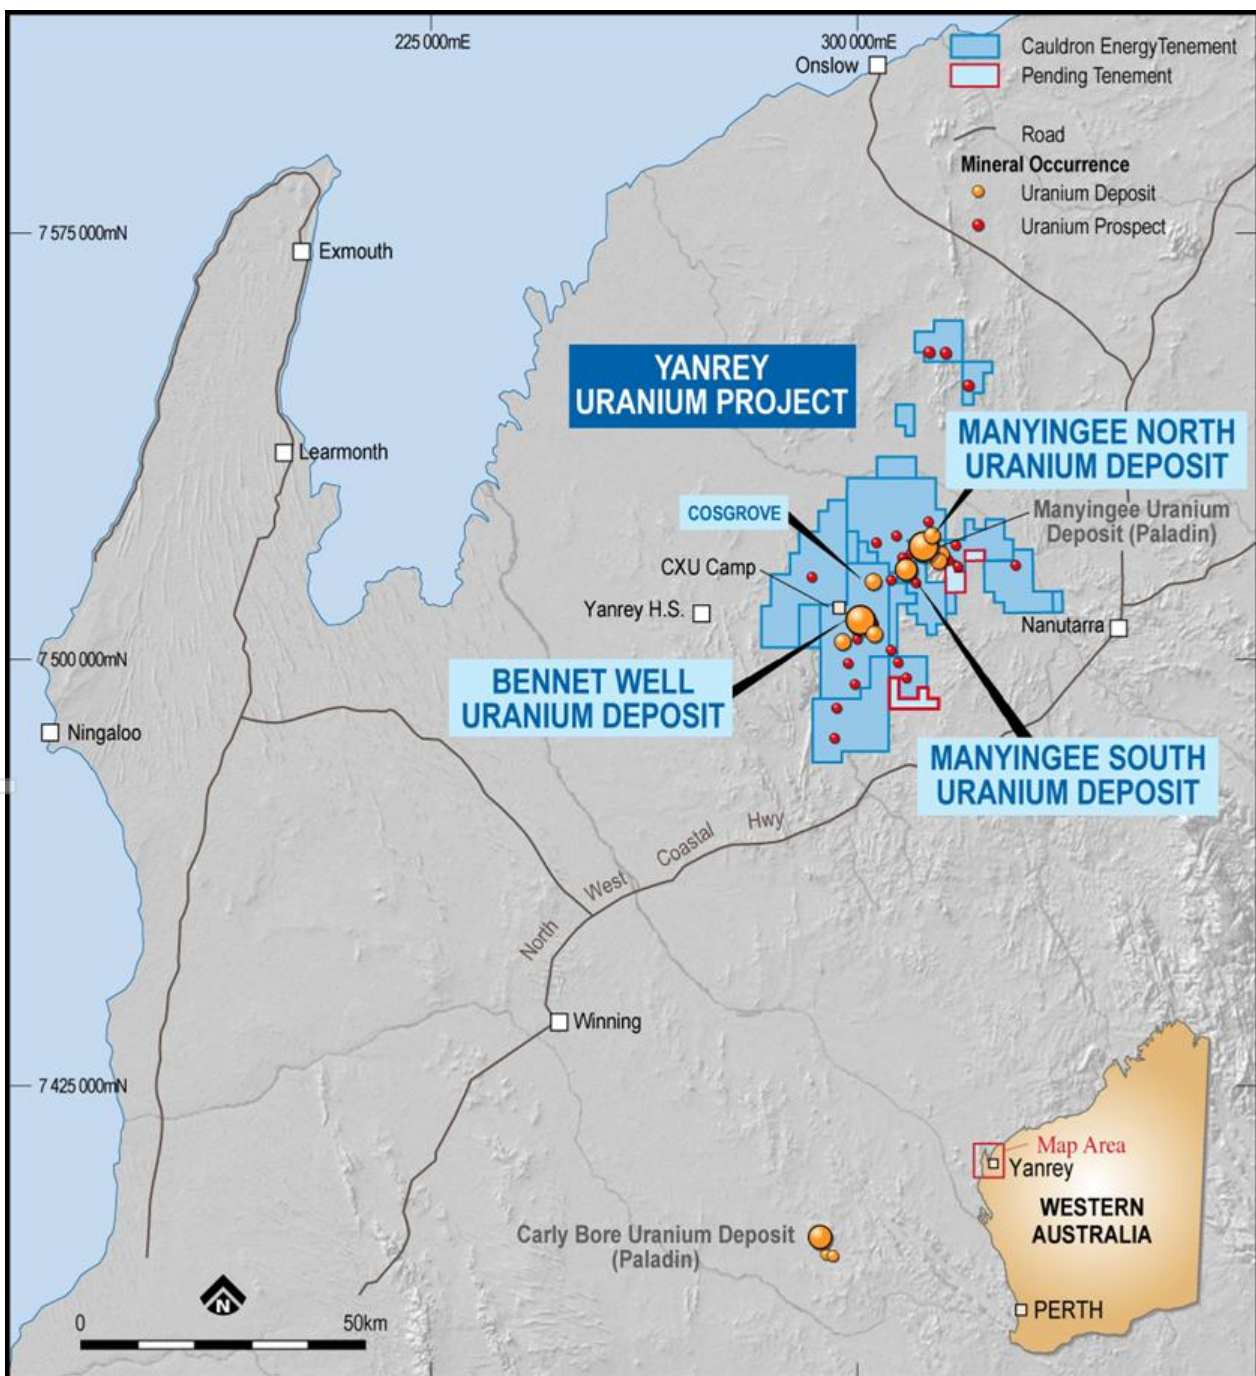 225 000mE
300 000mE
Onslow
Cauldron EnergyTenement
Pending Tenement
Road
Mineral Occurrence
Uranium Deposit
Uranium Prospect
7 575 000mN
Exmouth
YANREY
URANIUM PROJECT
MANYINGEE NORTH
URANIUM DEPOSIT
Learmonth
COSGROVE
Manyingee Uranium
Deposit (Paladin)
CXU Camp
Yanrey H.S.
Nanutarra
7 500 000mN
BENNET WELL
URANIUM DEPOSIT
Ningaloo
MANYINGEE SOUTH
URANIUM DEPOSIT
North West Coastal Hwy
Winning
7 425 000mN
Map Area
Yanrey
WESTERN
AUSTRALIA
Carly Bore Uranium Deposit
(Paladin)
N
PERTH
0 50km